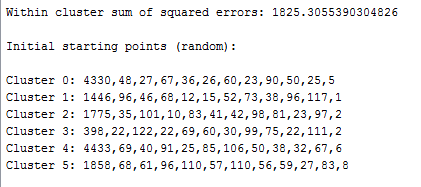 Within cluster sum of squared errors: 1825.3055390304826
Initial starting points (random):
Cluster 0: 4330,48,27,67,36,26,60,23,90,50,25,5
Cluster 1: 1446,96,46,68,12,15,52,73,38,96,117,1
Cluster 2: 1775,35,101,10,83,41,42,98,81,23,97,2
Cluster 3: 398,22,122,22,69,60,30,99,75,22,111,2
Cluster 4: 4433,69,40,91,25,85,106,50,38,32,67,6
Cluster 5: 1858,68,61,96,110,57,110,56,59,27,83,8